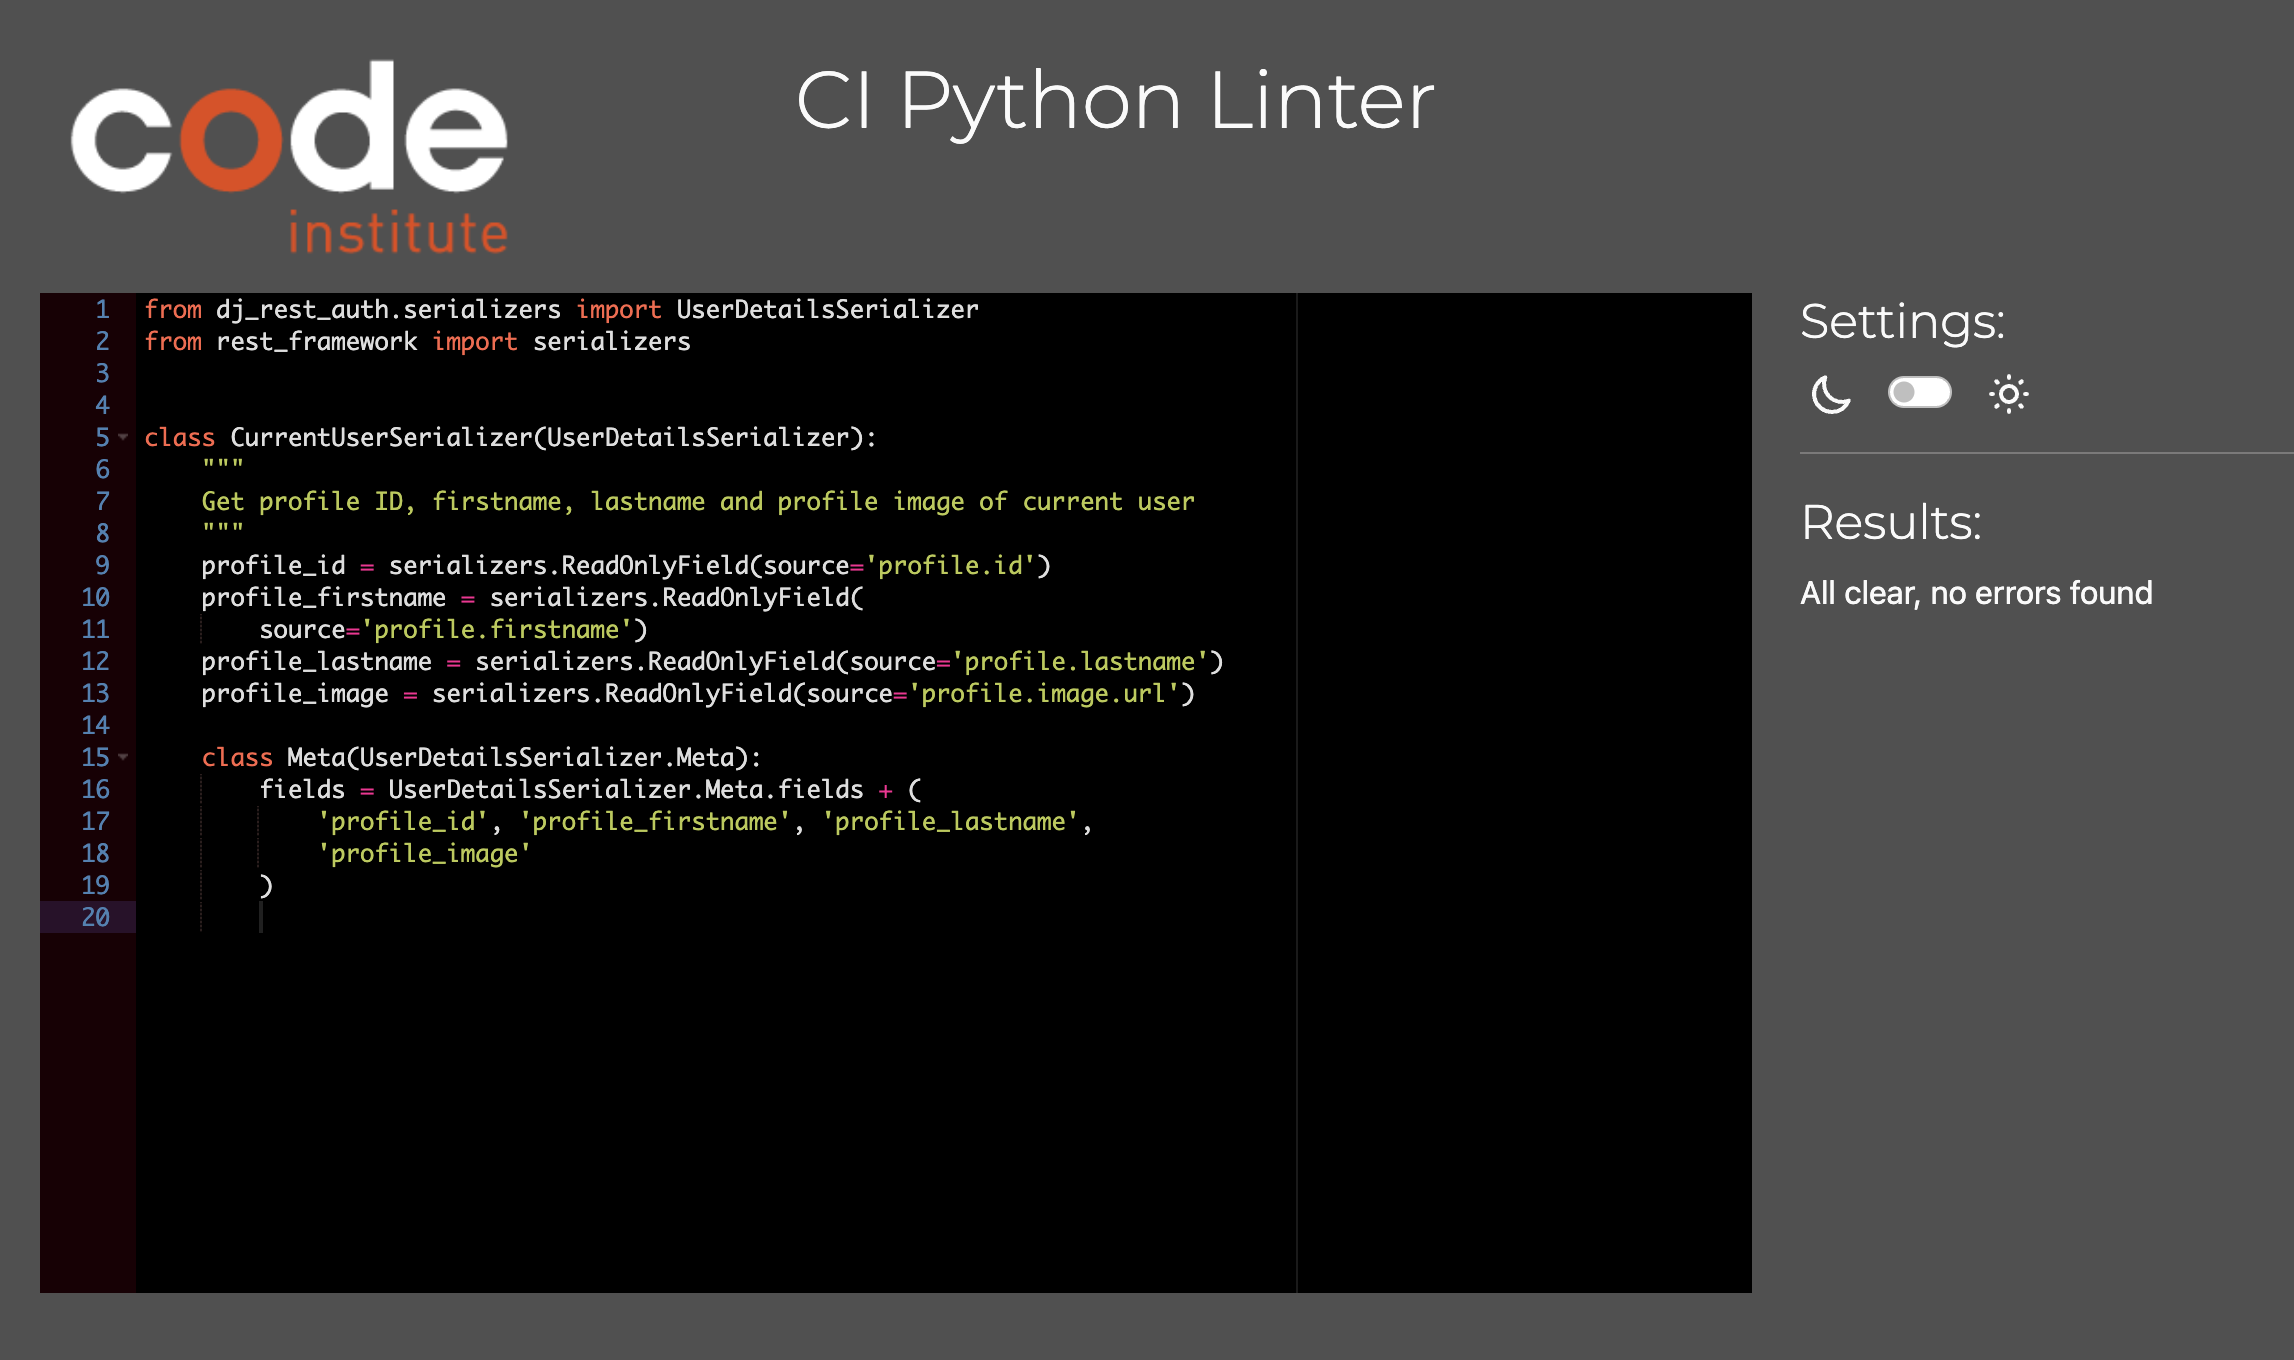 code
institute
CI Python Linter
1 from dj_rest_auth.serializers import UserDetailsSerializer
2 from rest_framework import serializers
3
4
5 class CurrentUserSerializer(UserDetailsSerializer):
6     """
7     Get profile ID, firstname, lastname and profile image of current user
8     """
9     profile_id = serializers.ReadOnlyField(source='profile.id')
10     profile_firstname = serializers.ReadOnlyField(
11         source='profile.firstname')
12     profile_lastname = serializers.ReadOnlyField(source='profile.lastname')
13     profile_image = serializers.ReadOnlyField(source='profile.image.url')
14
15     class Meta(UserDetailsSerializer.Meta):
16         fields = UserDetailsSerializer.Meta.fields + (
17             'profile_id', 'profile_firstname', 'profile_lastname',
18             'profile_image'
19         )
20
Settings:
Results:
All clear, no errors found